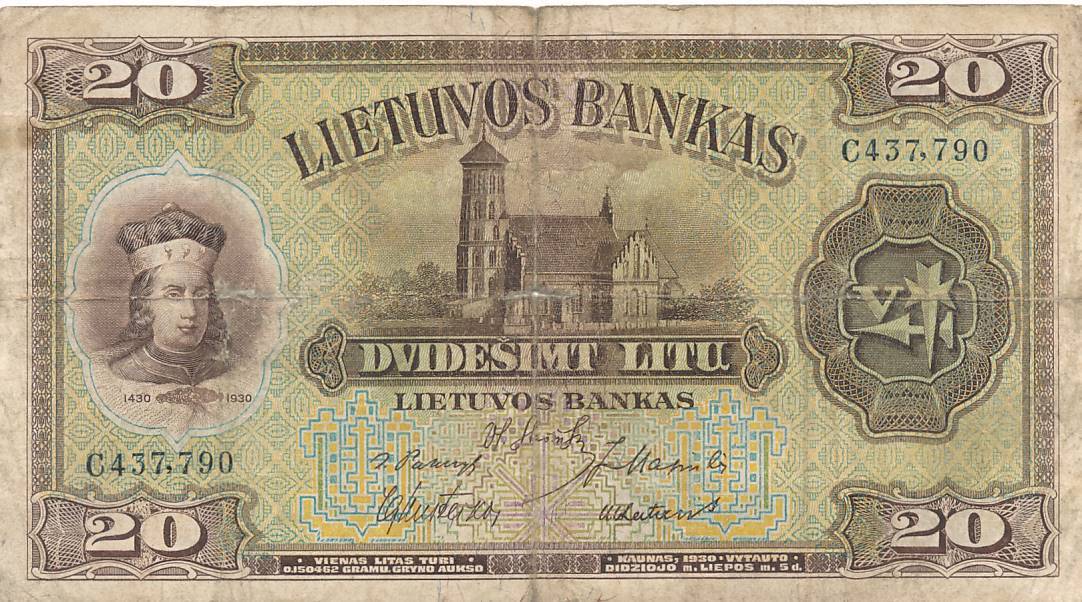 20
20
LIETUVOS BANKAS
C437,790
V
DVIDEŠIMT LITŲ
1430 1930
LIETUVOS BANKAS
C437,790
20
20
• VIENAS LITAS TURI •
0,150462 GRAMŲ GRYNO AUKSO
• KAUNAS, 1930 • VYTAUTO •
DIDŽIOJO m. LIEPOS m. 5 d.